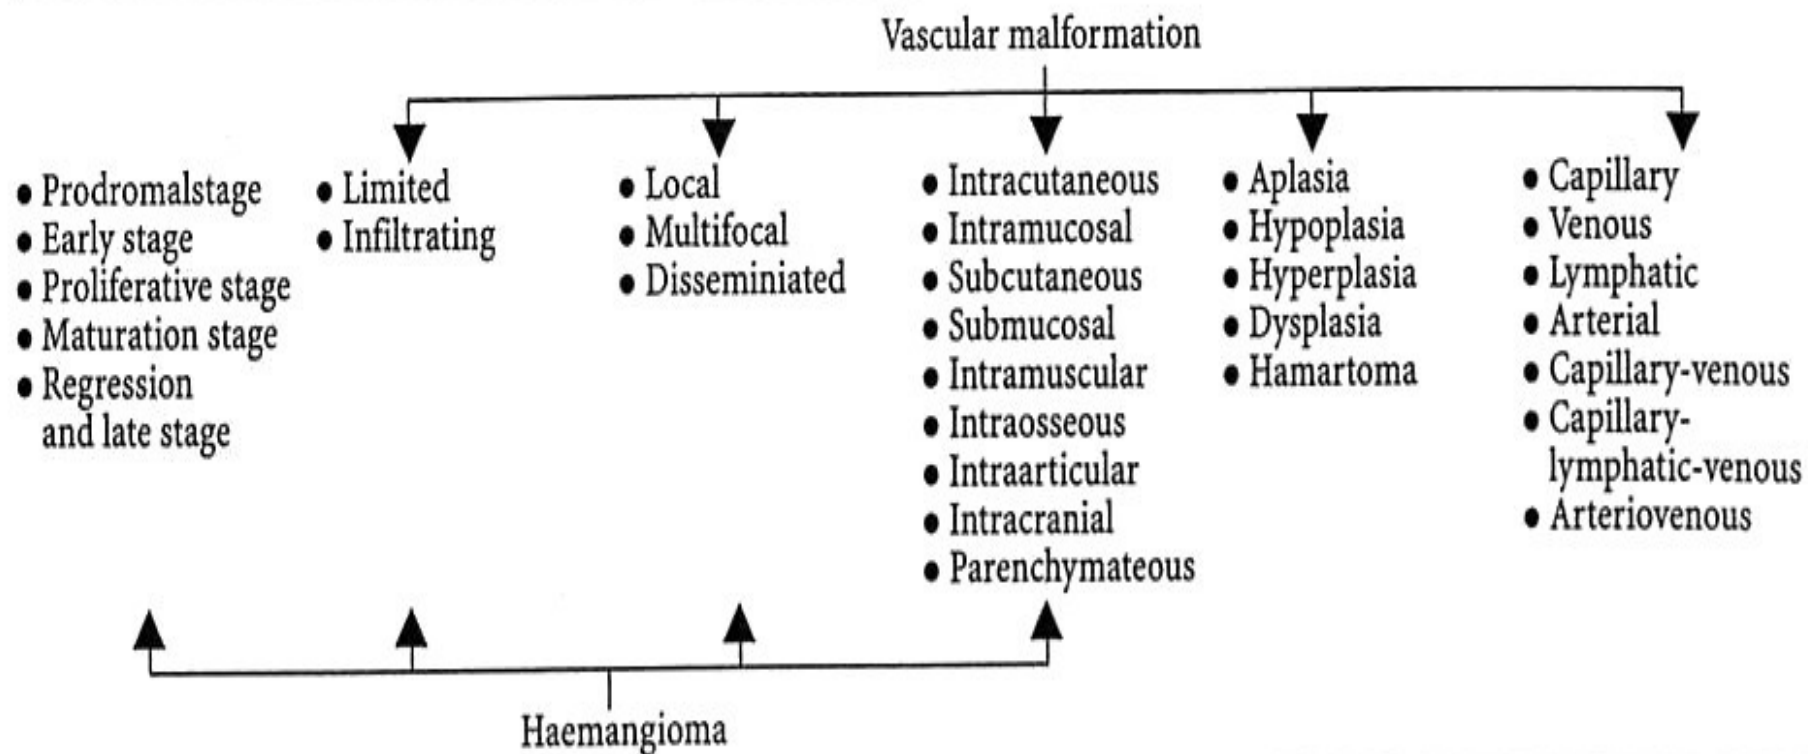 Vascular malformation
● Prodromalstage
● Early stage
● Proliferative stage
● Maturation stage
● Regression
and late stage
● Limited
● Infiltrating
● Local
● Multifocal
● Disseminiated
● Intracutaneous
● Intramucosal
● Subcutaneous
● Submucosal
● Intramuscular
● Intraosseous
● Intraarticular
● Intracranial
● Parenchymateous
● Aplasia
● Hypoplasia
● Hyperplasia
● Dysplasia
● Hamartoma
● Capillary
● Venous
● Lymphatic
● Arterial
● Capillary-venous
● Capillary-
lymphatic-venous
● Arteriovenous
Haemangioma